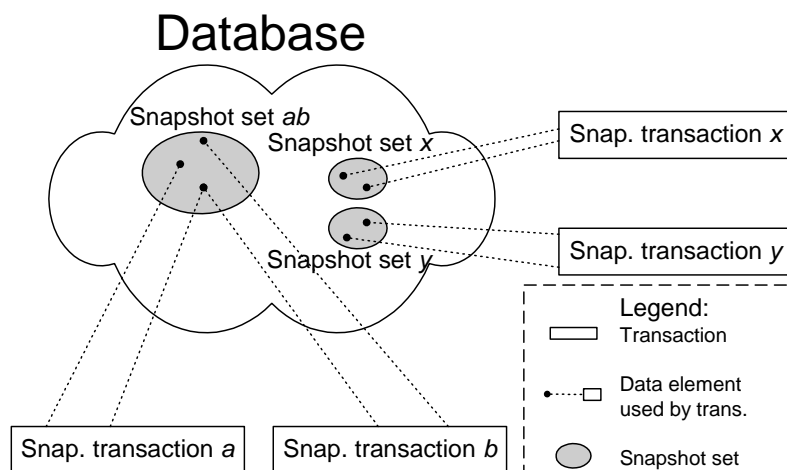 Database
Snapshot set ab
Snapshot set x
Snap. transaction x
Snap. transaction y
Snapshot set y
Legend:
Transaction
Data element
used by trans.
Snap. transaction a
Snap. transaction b
Snapshot set